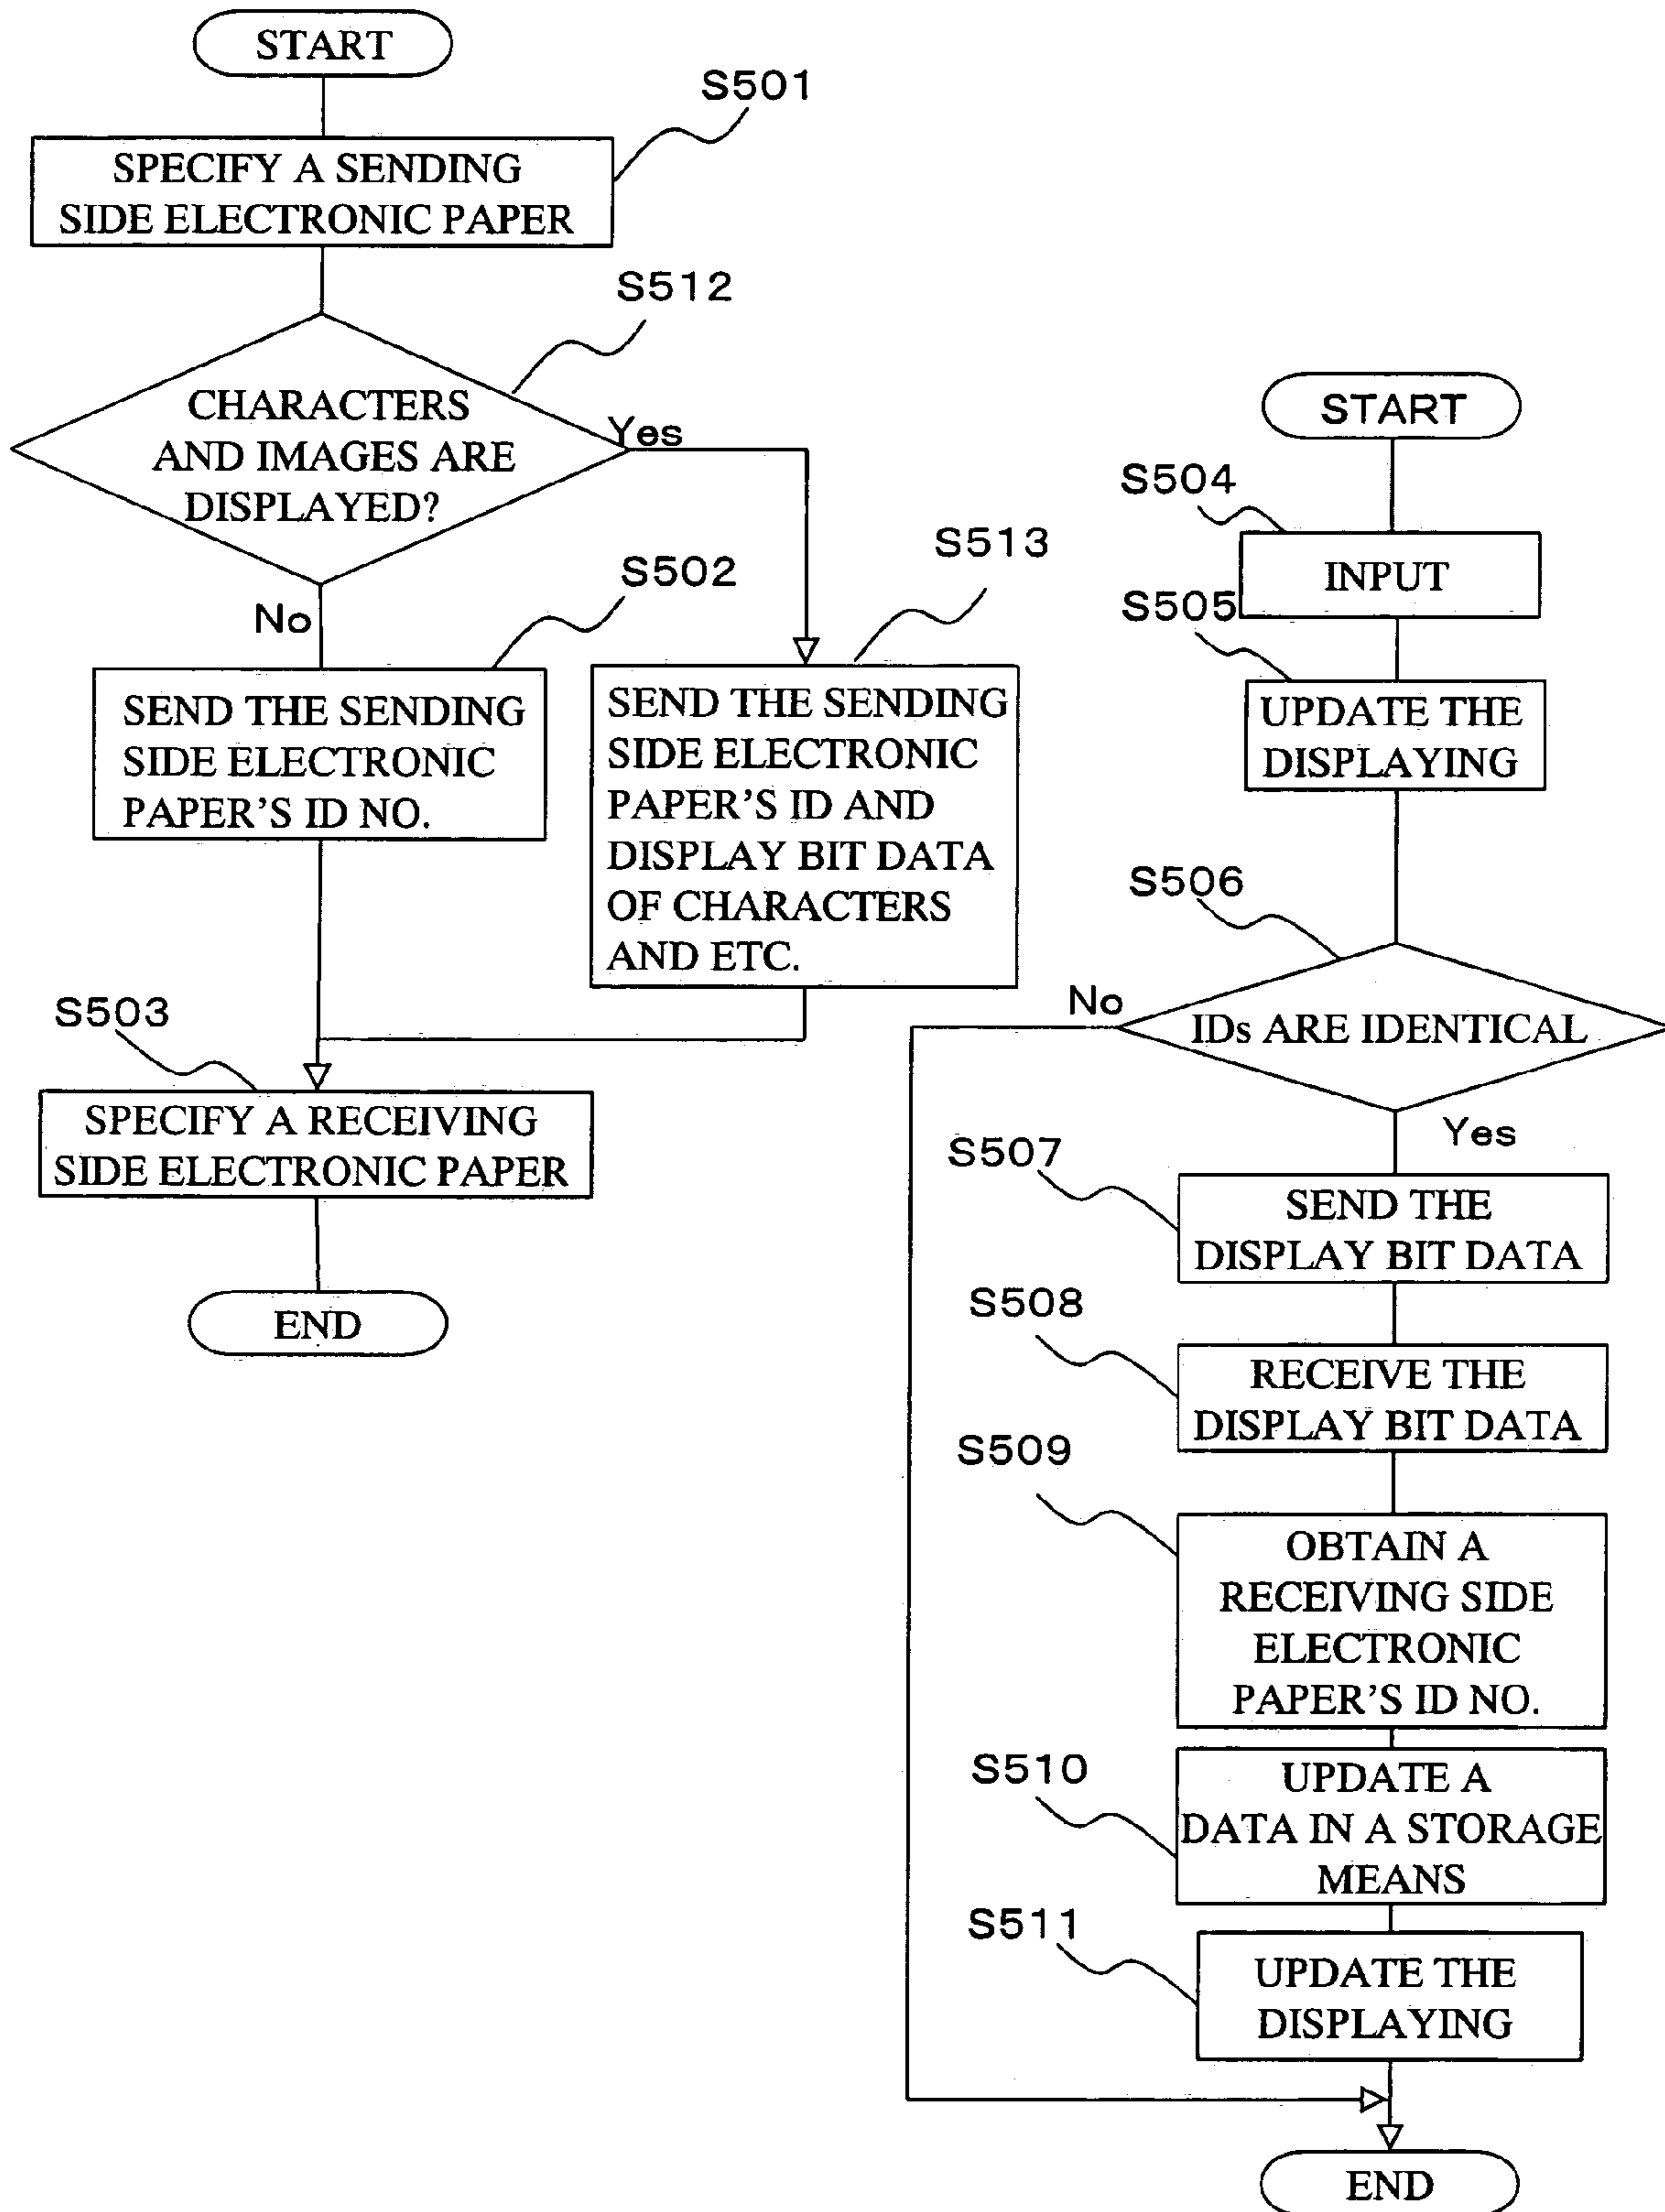 START
S501
SPECIFY A SENDING
SIDE ELECTRONIC PAPER
S512
CHARACTERS
AND IMAGES ARE
DISPLAYED?
Yes
No
S502
SEND THE SENDING
SIDE ELECTRONIC
PAPER'S ID NO.
S513
SEND THE SENDING
SIDE ELECTRONIC
PAPER'S ID AND
DISPLAY BIT DATA
OF CHARACTERS
AND ETC.
S503
SPECIFY A RECEIVING
SIDE ELECTRONIC PAPER
END
START
S504
INPUT
S505
UPDATE THE
DISPLAYING
S506
No
IDs ARE IDENTICAL
Yes
S507
SEND THE
DISPLAY BIT DATA
S508
RECEIVE THE
DISPLAY BIT DATA
S509
OBTAIN A
RECEIVING SIDE
ELECTRONIC
PAPER'S ID NO.
S510
UPDATE A
DATA IN A STORAGE
MEANS
S511
UPDATE THE
DISPLAYING
END